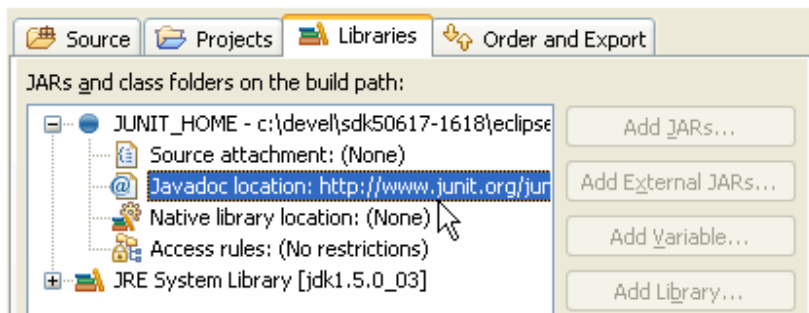 Source Projects Libraries Order and Export
JARs and class folders on the build path:
JUNIT_HOME - c:\devel\sdk50617-1618\eclipse
Add JARs...
Source attachment: (None)
Javadoc location: http://www.junit.org/jun
Add External JARs...
Native library location: (None)
Add Variable...
Access rules: (No restrictions)
JRE System Library [jdk1.5.0_03]
Add Library...